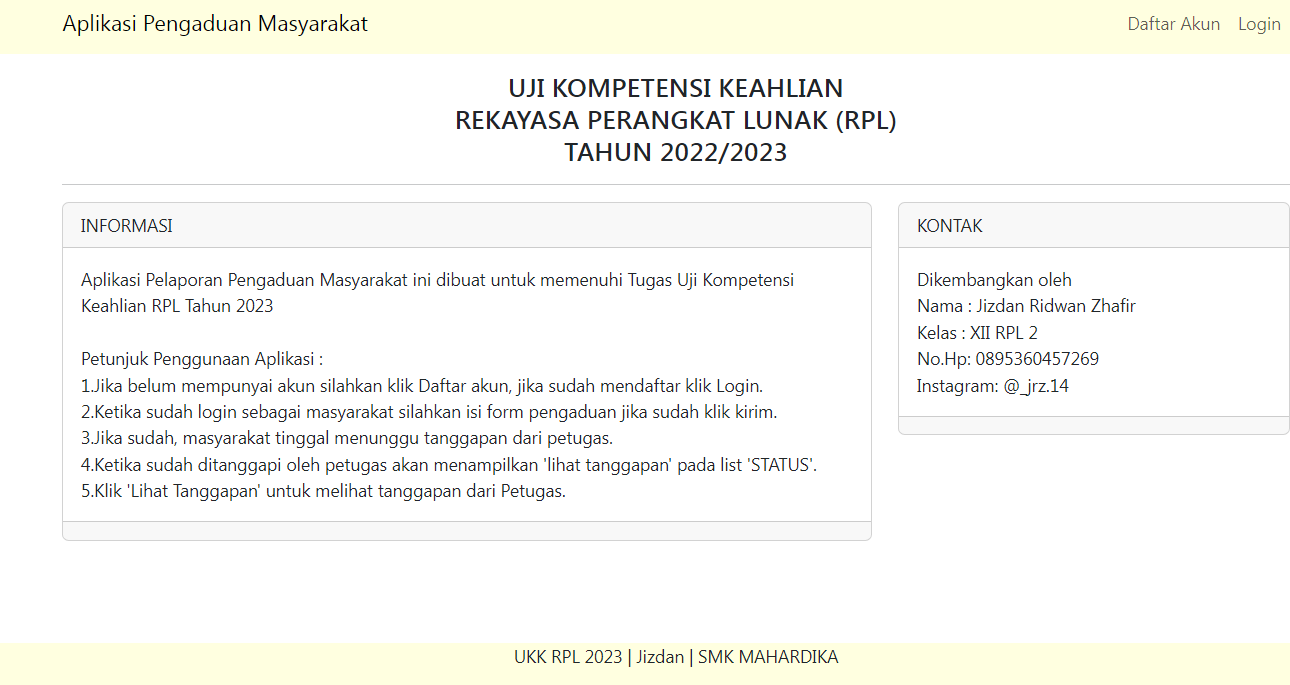 Aplikasi Pengaduan Masyarakat
Daftar Akun Login
UJI KOMPETENSI KEAHLIAN
REKAYASA PERANGKAT LUNAK (RPL)
TAHUN 2022/2023
INFORMASI
Aplikasi Pelaporan Pengaduan Masyarakat ini dibuat untuk memenuhi Tugas Uji Kompetensi
Keahlian RPL Tahun 2023
Petunjuk Penggunaan Aplikasi :
1.Jika belum mempunyai akun silahkan klik Daftar akun, jika sudah mendaftar klik Login.
2.Ketika sudah login sebagai masyarakat silahkan isi form pengaduan jika sudah klik kirim.
3.Jika sudah, masyarakat tinggal menunggu tanggapan dari petugas.
4.Ketika sudah ditanggapi oleh petugas akan menampilkan 'lihat tanggapan' pada list 'STATUS'.
5.Klik 'Lihat Tanggapan' untuk melihat tanggapan dari Petugas.
KONTAK
Dikembangkan oleh
Nama : Jizdan Ridwan Zhafir
Kelas : XII RPL 2
No.Hp: 0895360457269
Instagram: @_jrz.14
UKK RPL 2023 | Jizdan | SMK MAHARDIKA